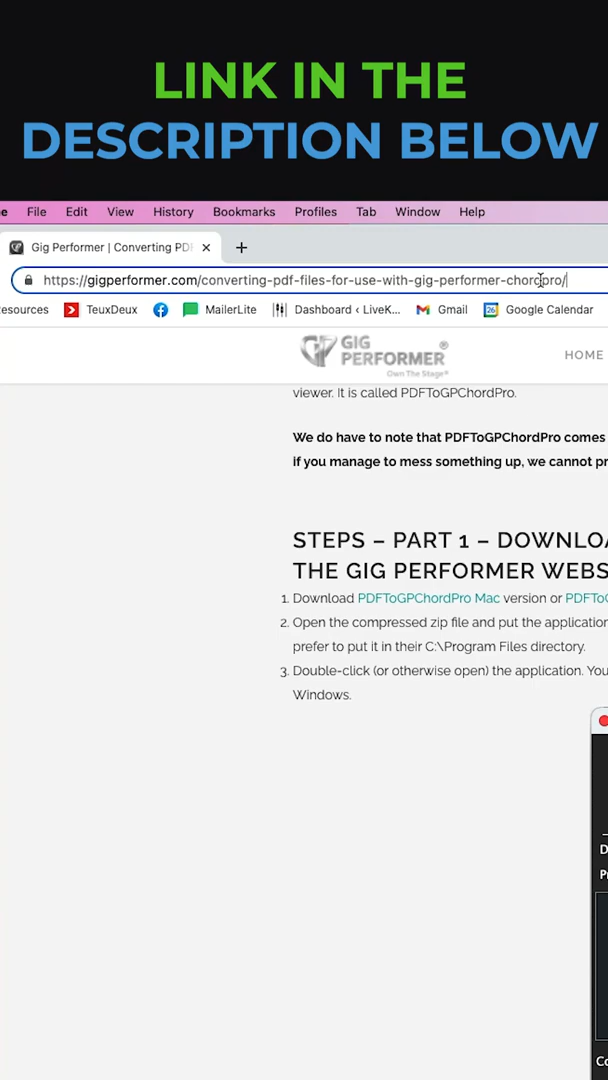 LINK IN THE
DESCRIPTION BELOW
File Edit View History Bookmarks Profiles Tab Window Help
Gig Performer | Converting PD
https://gigperformer.com/converting-pdf-files-for-use-with-gig-performer-chordpro/
esources TeuxDeux MailerLite Dashboard ‹ LiveK... Gmail 26 Google Calendar
GIG
PERFORMER®
Own The Stage®
HOME
viewer. It is called PDFToGPChordPro.
We do have to note that PDFToGPChordPro comes
if you manage to mess something up, we cannot pr
STEPS – PART 1 – DOWNLOA
THE GIG PERFORMER WEBS
1. Download PDFToGPChordPro Mac version or PDFToG
2. Open the compressed zip file and put the application
prefer to put it in their C:\Program Files directory.
3. Double-click (or otherwise open) the application. You
Windows.
D
Pr
Co